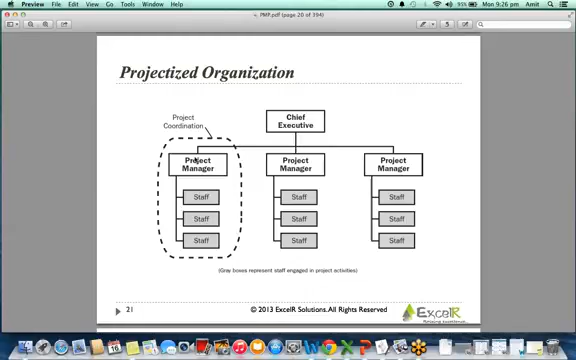 Preview File Edit View Go Tools Window Help
Mon 9:26 pm Amit
PMP.pdf (page 20 of 394)
Projectized Organization
Project
Coordination
Chief
Executive
Project
Manager
Project
Manager
Project
Manager
Staff
Staff
Staff
Staff
Staff
Staff
Staff
Staff
Staff
(Gray boxes represent staff engaged in project activities)
21
© 2013 ExcelR Solutions.All Rights Reserved
ExcelR